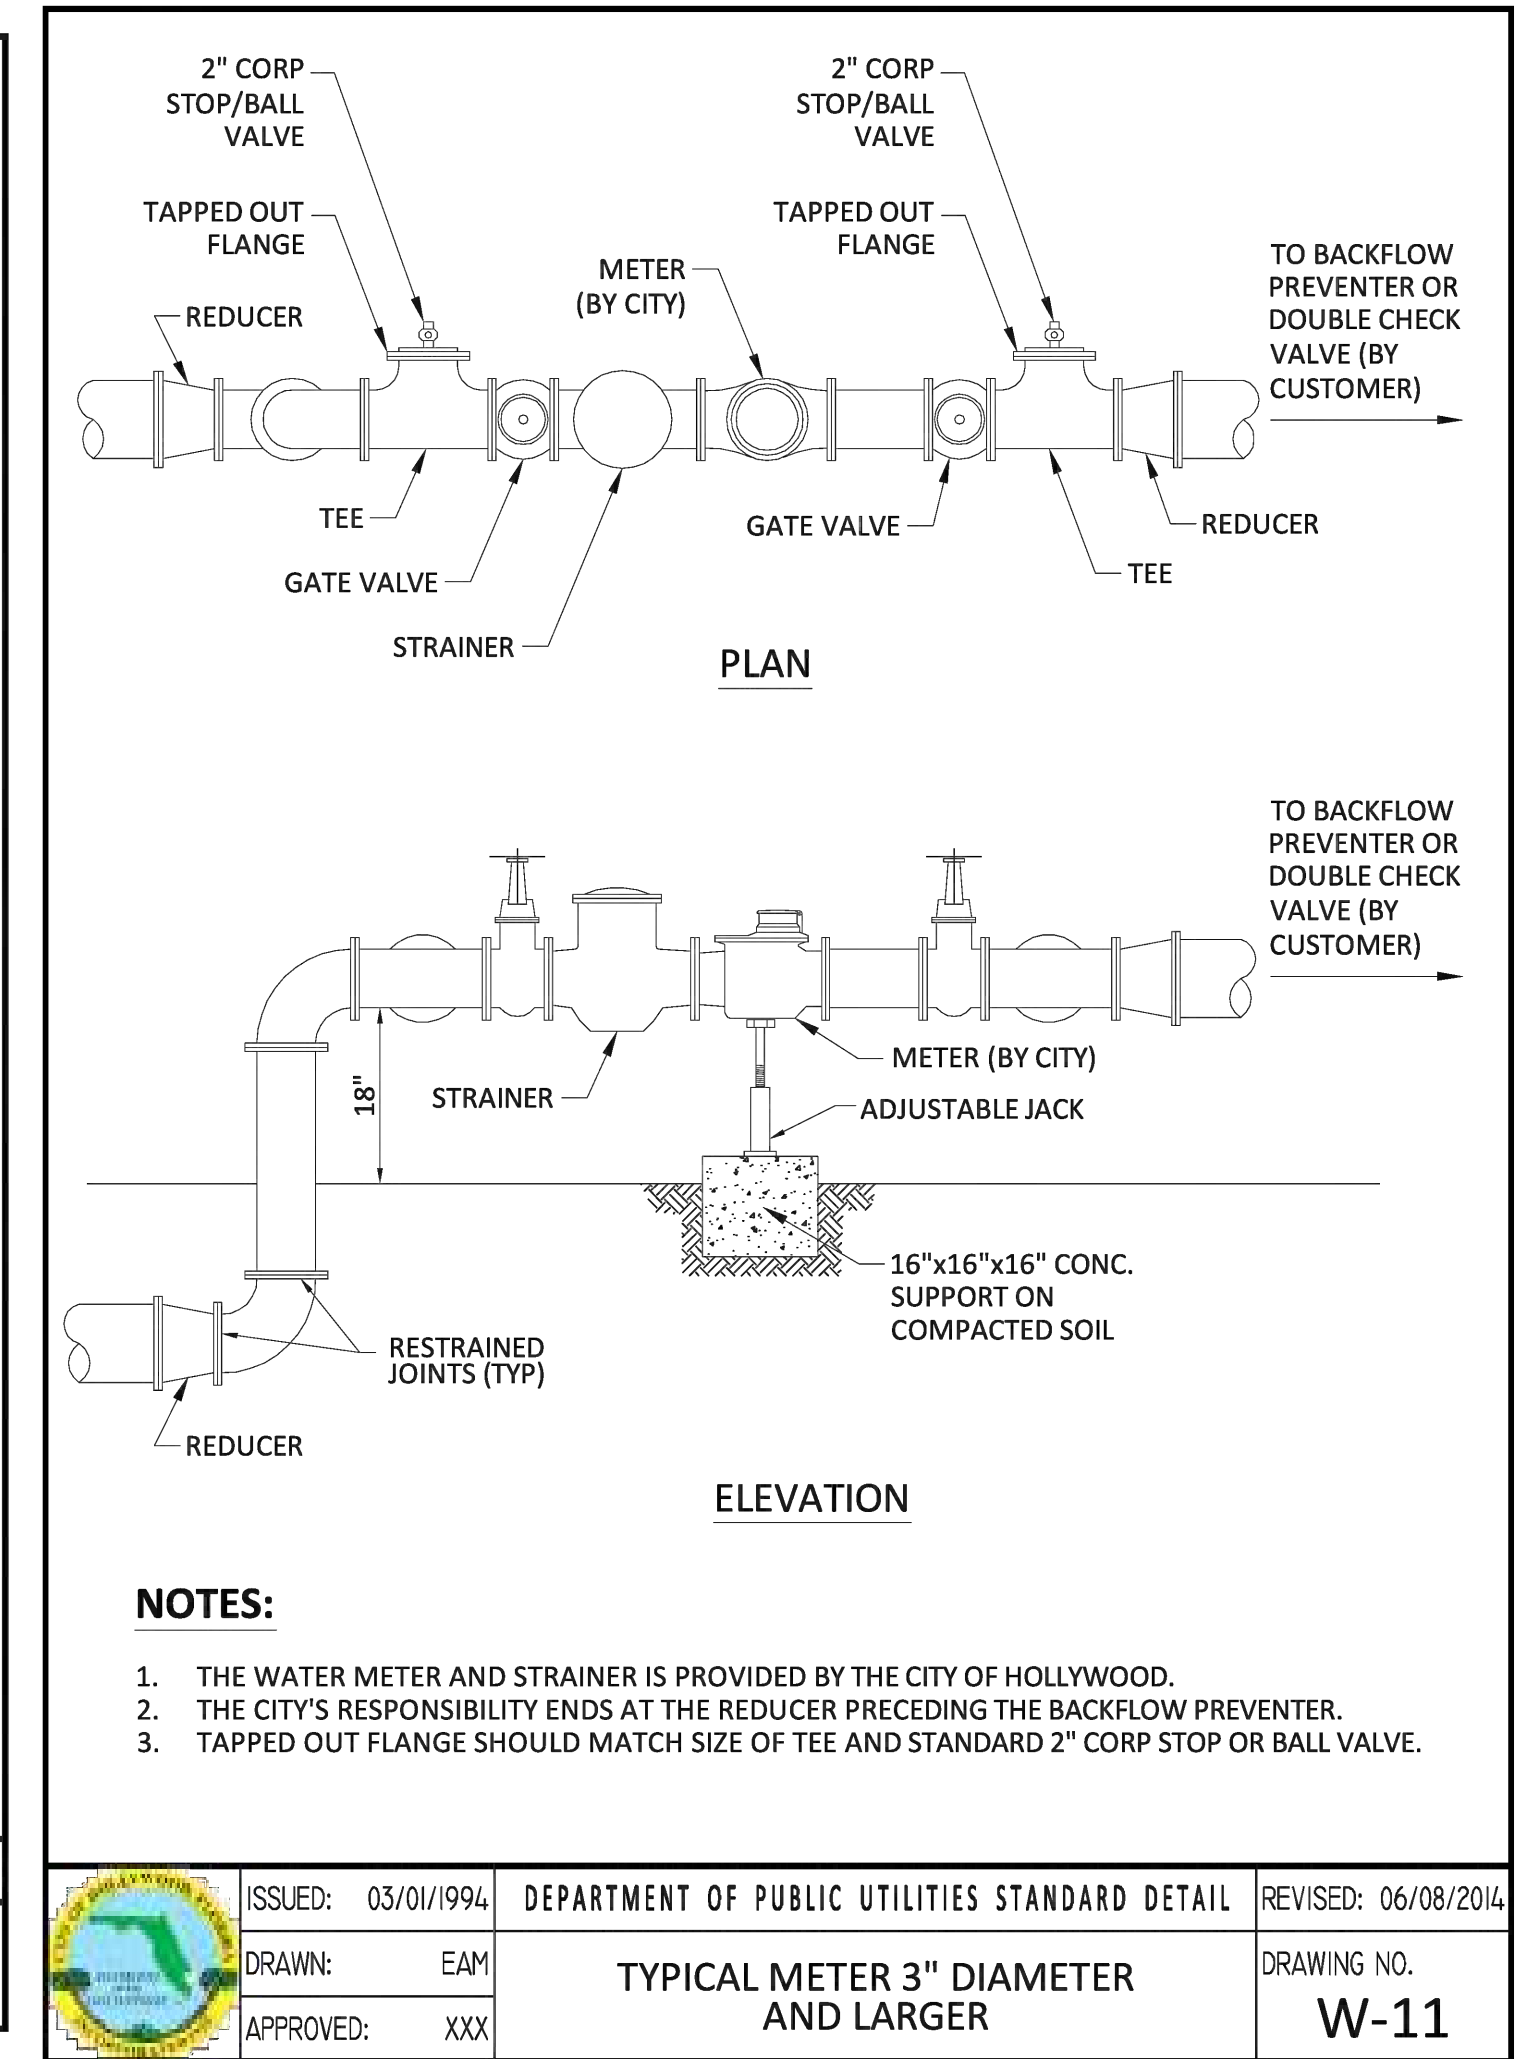 2" CORP
STOP/BALL
VALVE
2" CORP
STOP/BALL
VALVE
TAPPED OUT
FLANGE
TAPPED OUT
FLANGE
METER
(BY CITY)
TO BACKFLOW
PREVENTER OR
DOUBLE CHECK
VALVE (BY
CUSTOMER)
REDUCER
TEE
GATE VALVE
REDUCER
GATE VALVE
TEE
STRAINER
PLAN
TO BACKFLOW
PREVENTER OR
DOUBLE CHECK
VALVE (BY
CUSTOMER)
METER (BY CITY)
18"
STRAINER
ADJUSTABLE JACK
16"x16"x16" CONC.
SUPPORT ON
COMPACTED SOIL
RESTRAINED
JOINTS (TYP)
REDUCER
ELEVATION
NOTES:
1. THE WATER METER AND STRAINER IS PROVIDED BY THE CITY OF HOLLYWOOD.
2. THE CITY'S RESPONSIBILITY ENDS AT THE REDUCER PRECEDING THE BACKFLOW PREVENTER.
3. TAPPED OUT FLANGE SHOULD MATCH SIZE OF TEE AND STANDARD 2" CORP STOP OR BALL VALVE.
ISSUED: 03/01/1994
DEPARTMENT OF PUBLIC UTILITIES STANDARD DETAIL
REVISED: 06/08/2014
DRAWN: EAM
TYPICAL METER 3" DIAMETER
AND LARGER
DRAWING NO.
W-11
APPROVED: XXX